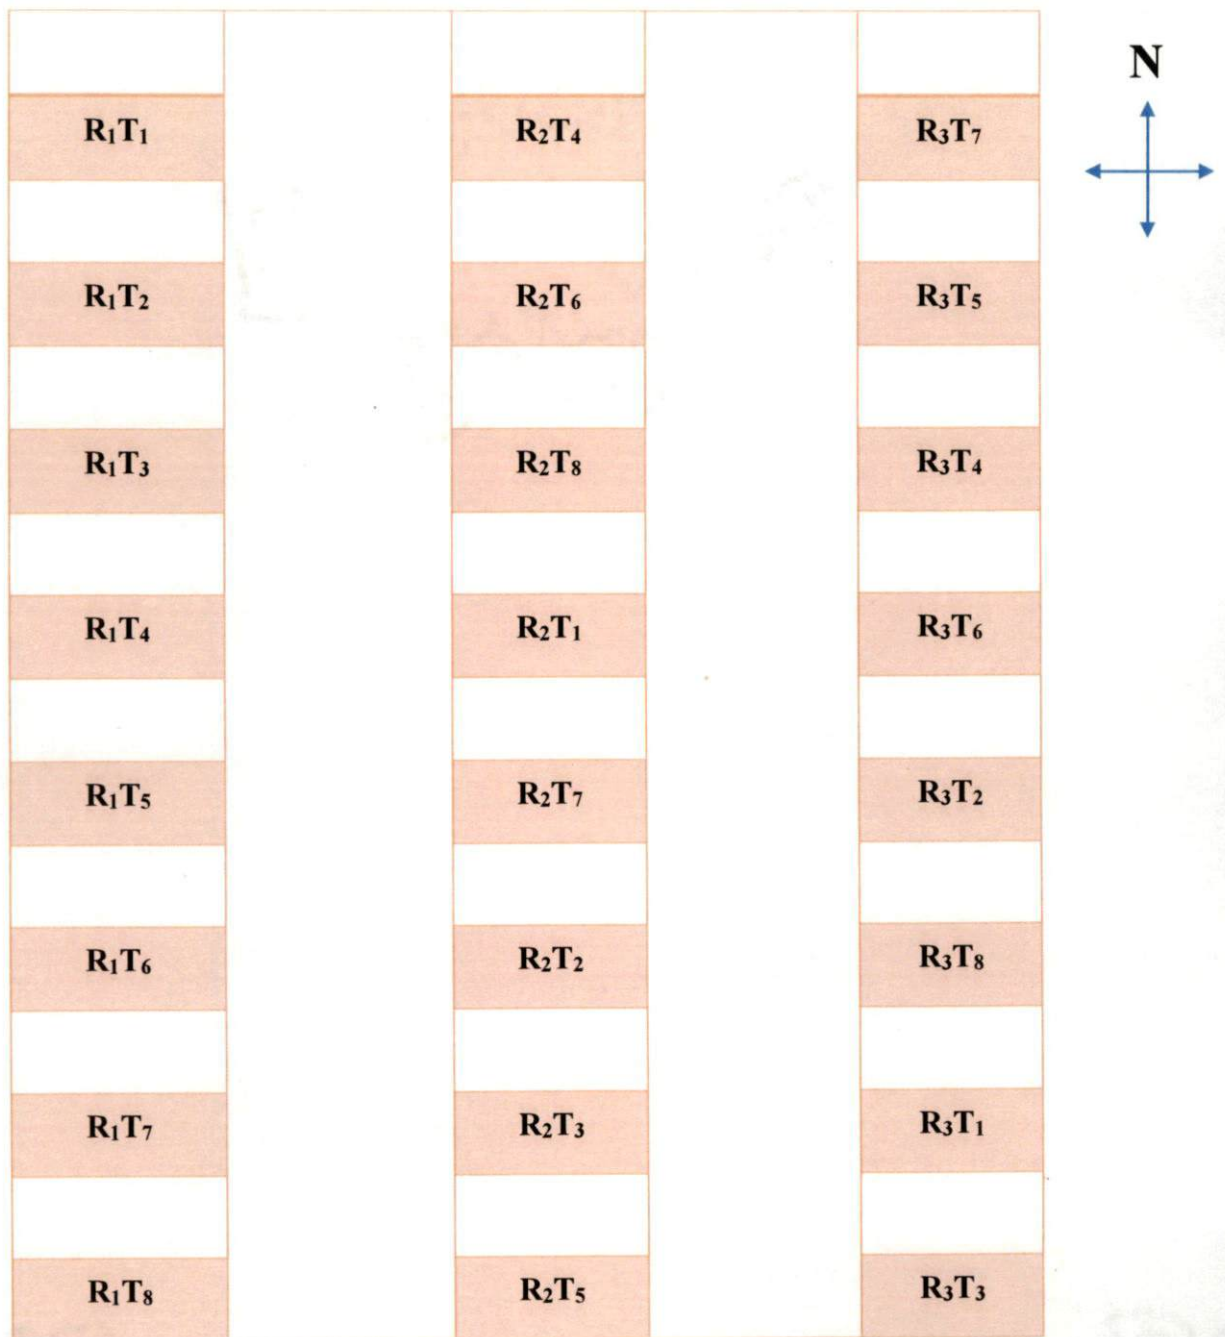 N
R₁T₁ R₂T₄ R₃T₇
R₁T₂ R₂T₆ R₃T₅
R₁T₃ R₂T₈ R₃T₄
R₁T₄ R₂T₁ R₃T₆
R₁T₅ R₂T₇ R₃T₂
R₁T₆ R₂T₂ R₃T₈
R₁T₇ R₂T₃ R₃T₁
R₁T₈ R₂T₅ R₃T₃